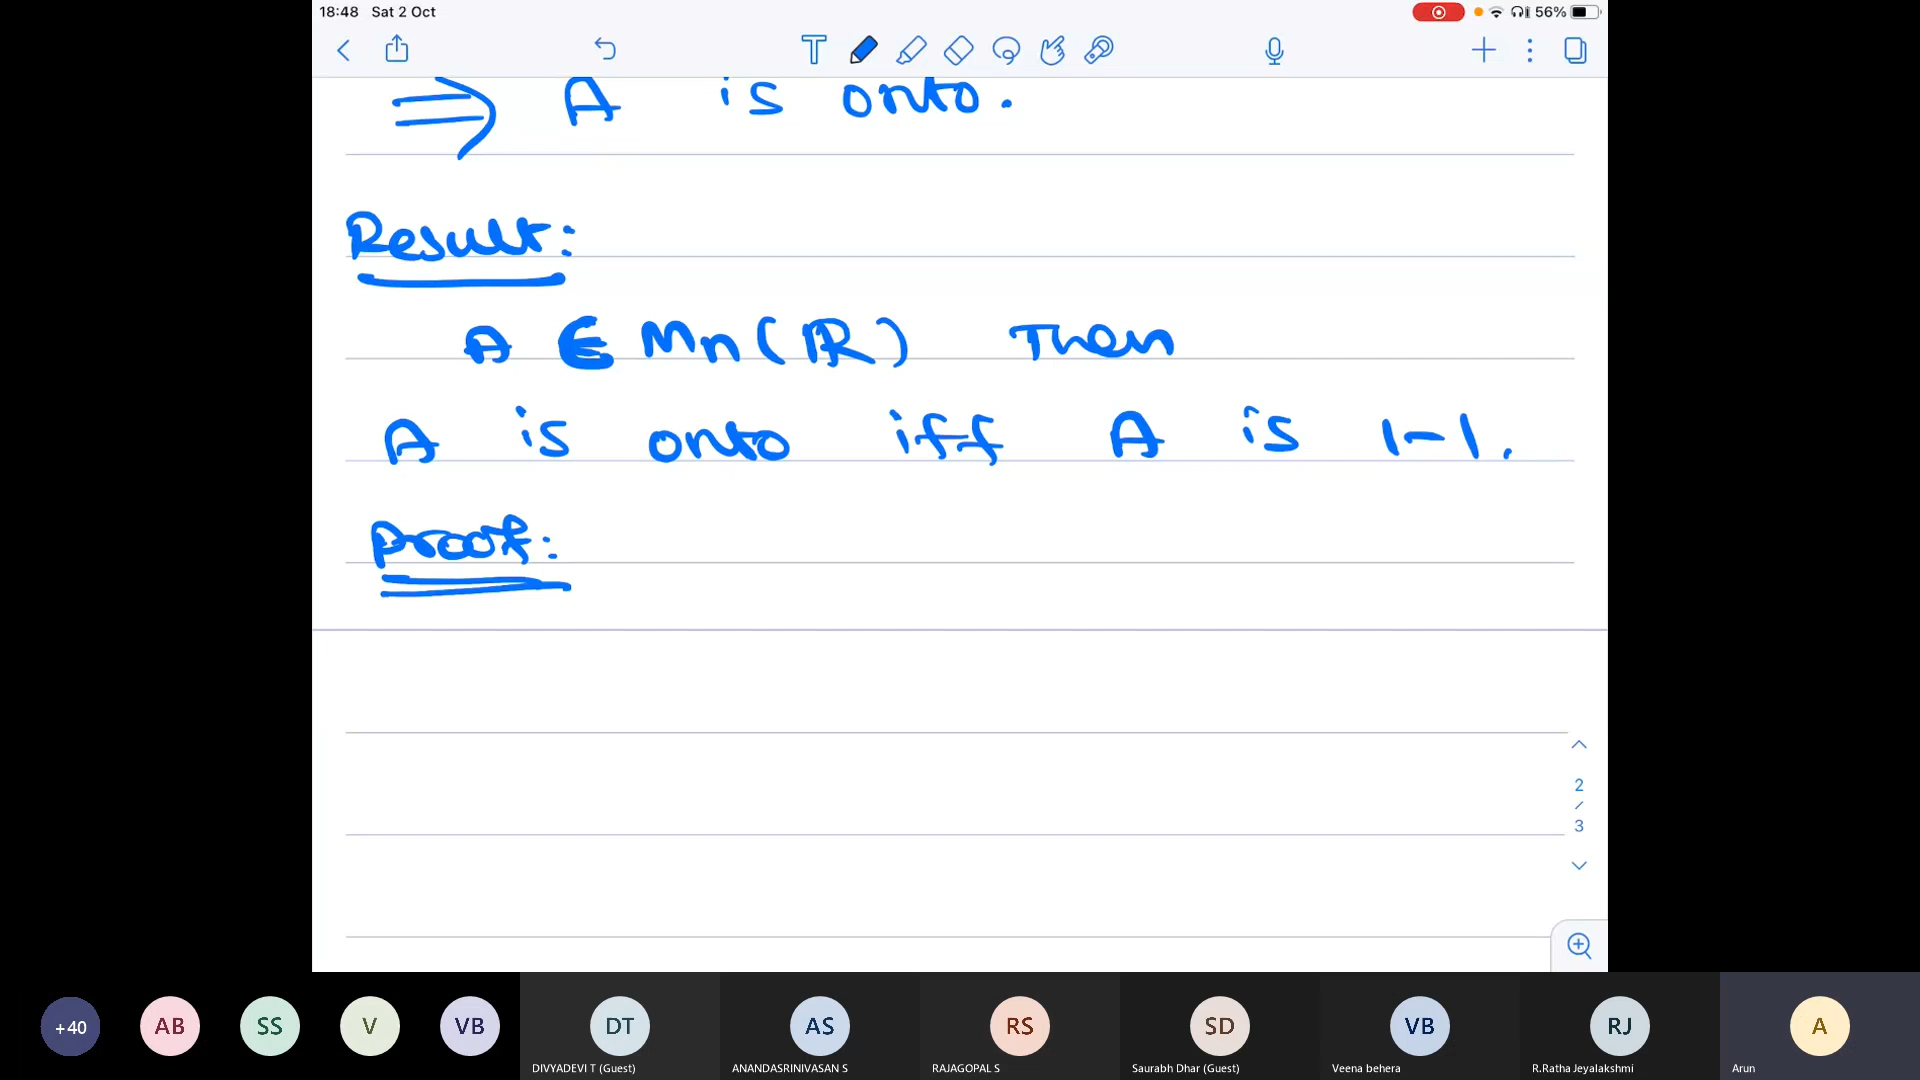 18:48 Sat 2 Oct 56%
⇒ A is onto.
Result:
A ∈ Mn(ℝ) Then
A is onto iff A is 1-1.
Proof:
2
/
3
+40 AB SS V VB DT AS RS SD VB RJ A
DIVYADEVI T (Guest) ANANDASRINIVASAN S RAJAGOPAL S Saurabh Dhar (Guest) Veena behera R.Ratha Jeyalakshmi Arun